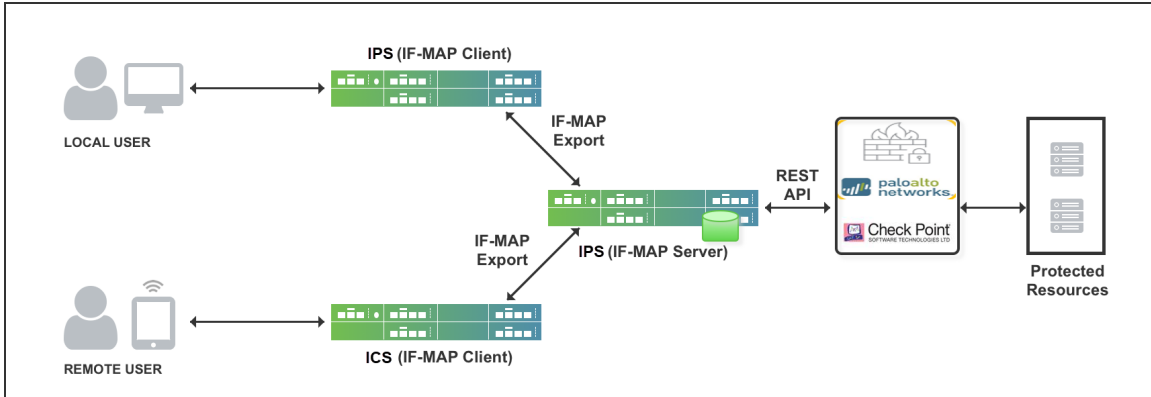 IPS (IF-MAP Client)
LOCAL USER
IF-MAP
Export
REST
API
paloalto
networks
Check Point
SOFTWARE TECHNOLOGIES LTD
IF-MAP
Export
IPS (IF-MAP Server)
Protected
Resources
ICS (IF-MAP Client)
REMOTE USER